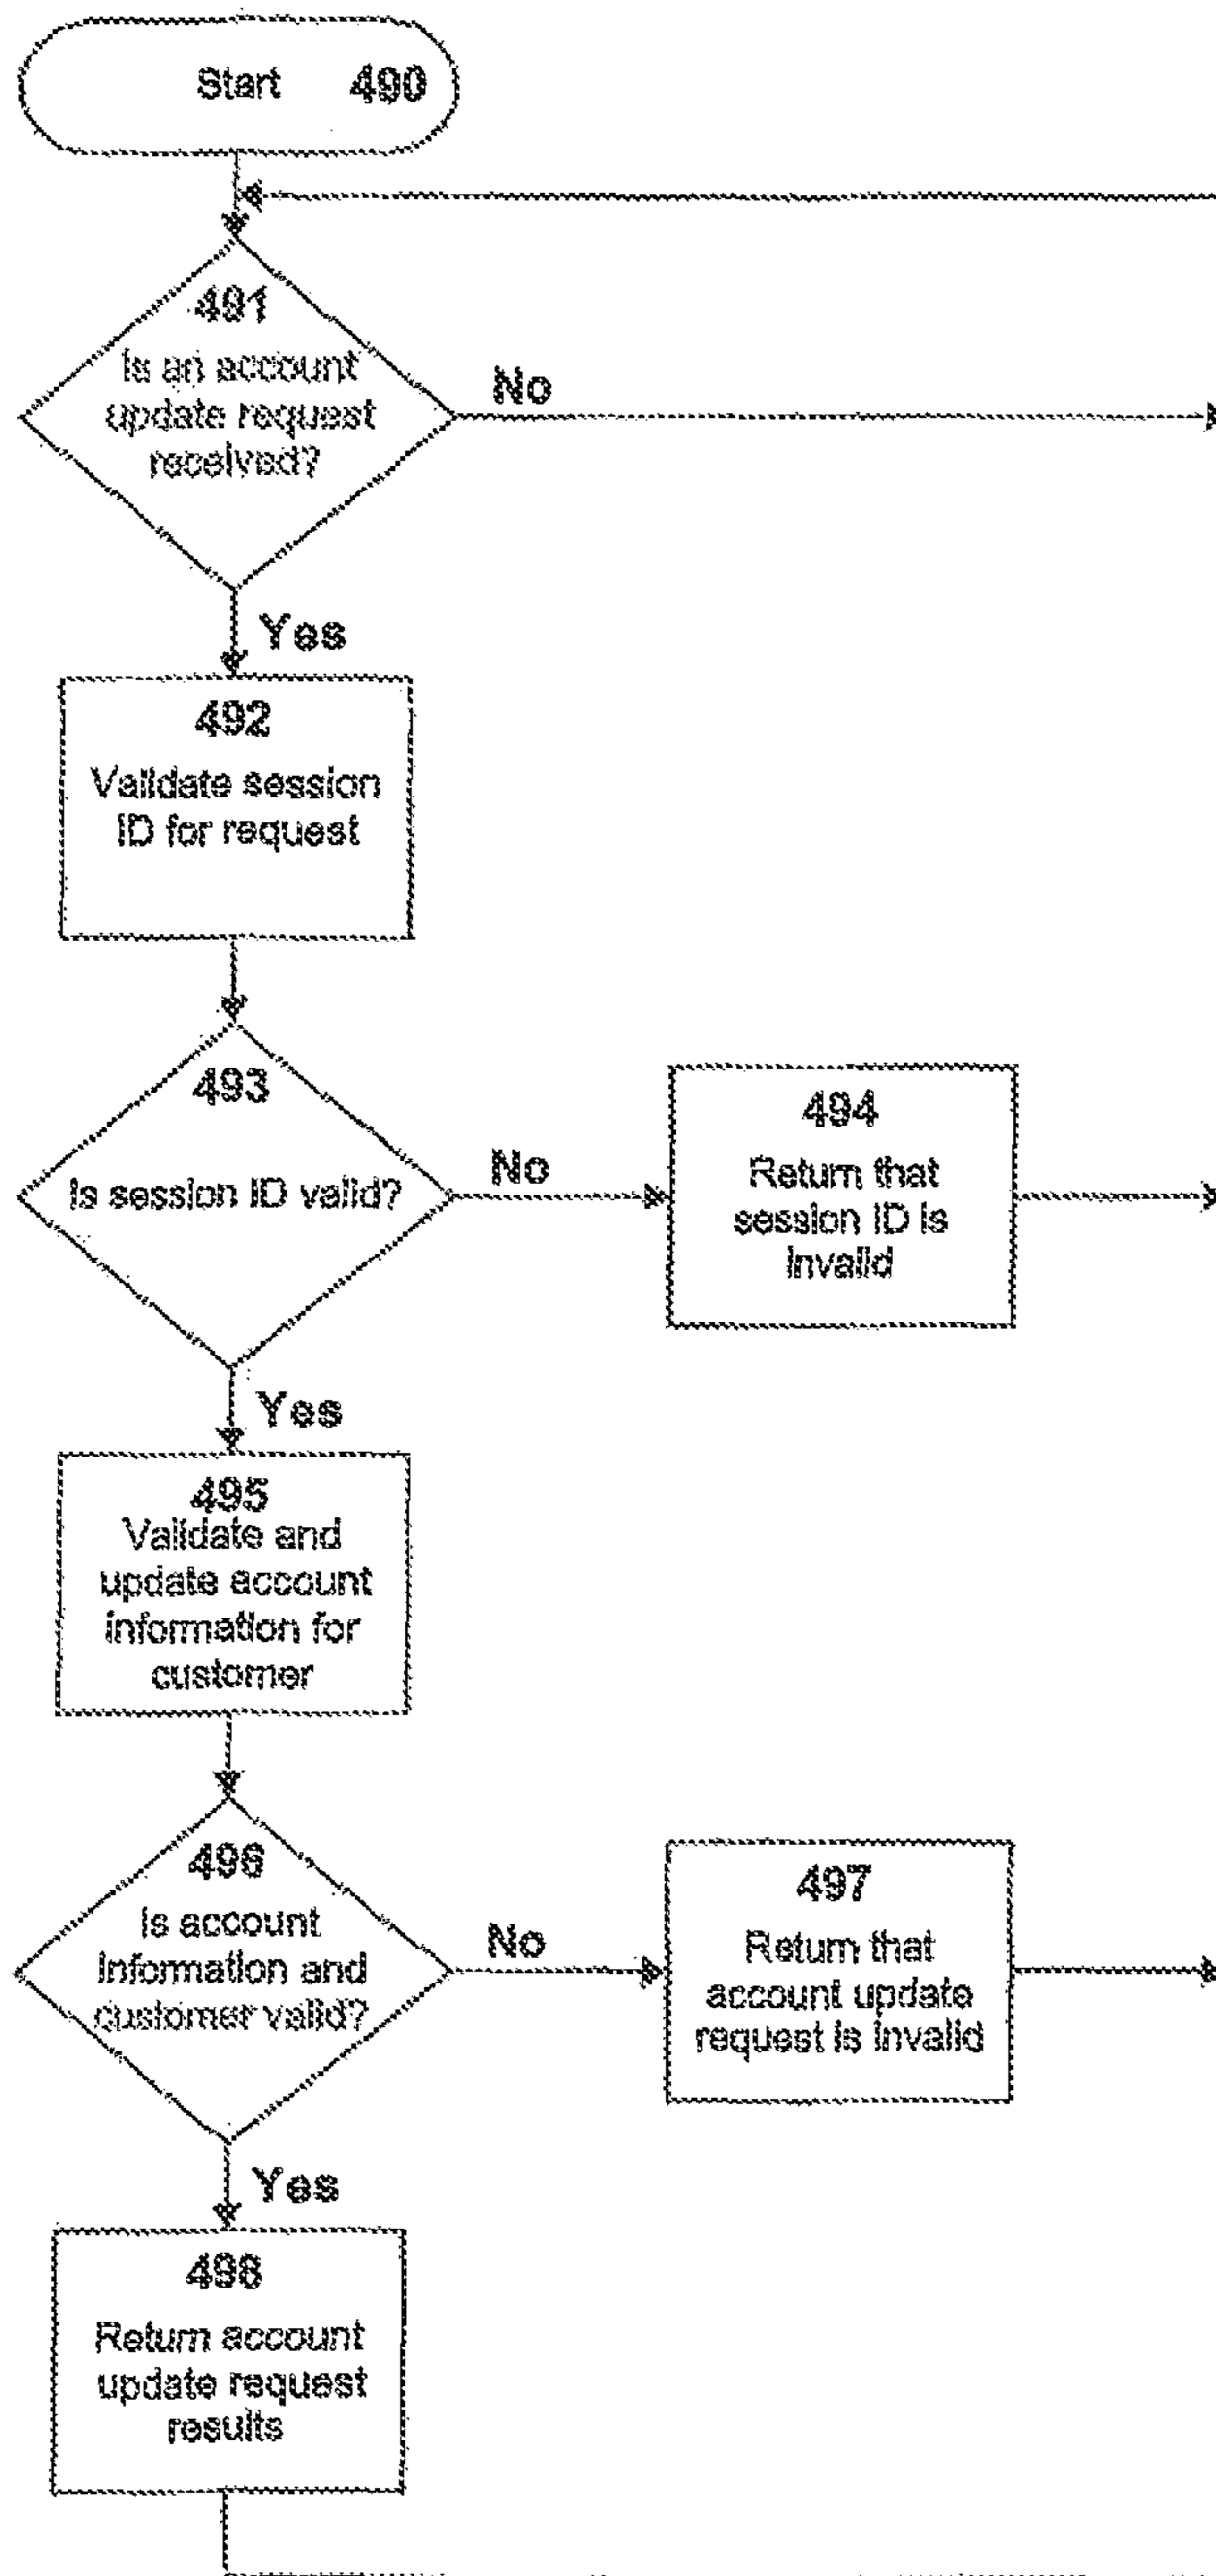 Start 490
491
Is an account
update request
received?
No
Yes
492
Validate session
ID for request
493
Is session ID valid?
No
494
Return that
session ID is
invalid
Yes
495
Validate and
update account
information for
customer
496
Is account
information and
customer valid?
No
497
Return that
account update
request is invalid
Yes
498
Return account
update request
results